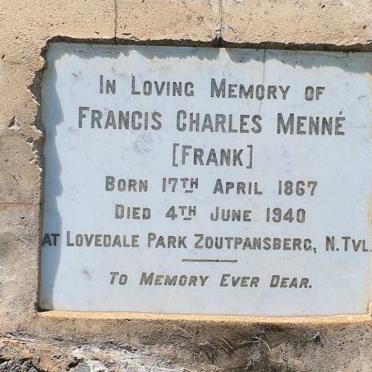 IN LOVING MEMORY OF
FRANCIS CHARLES MENNÉ
[FRANK]
BORN 17TH APRIL 1867
DIED 4TH JUNE 1940
AT LOVEDALE PARK ZOUTPANSBERG, N.TVL.
TO MEMORY EVER DEAR.